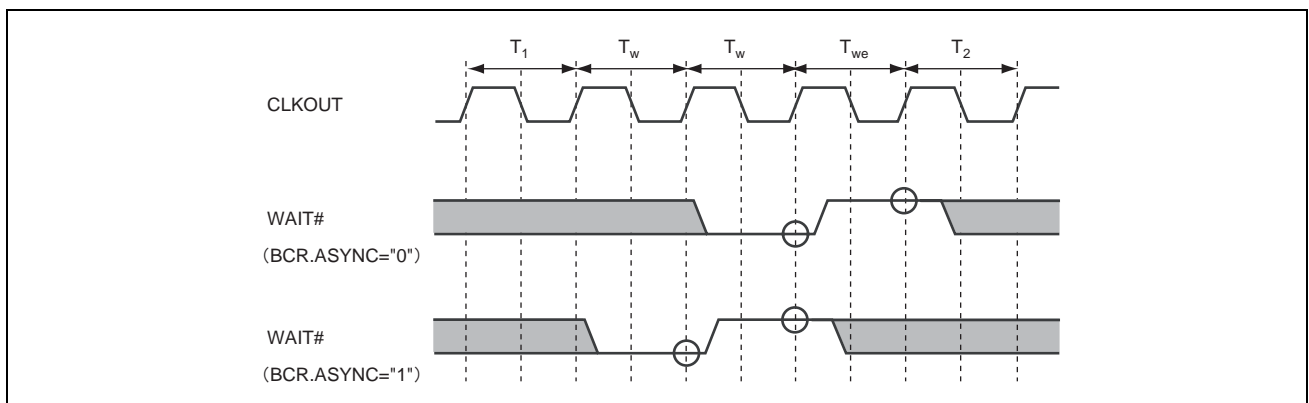 T1 Tw Tw Twe T2
CLKOUT
WAIT#
(BCR.ASYNC="0")
WAIT#
(BCR.ASYNC="1")